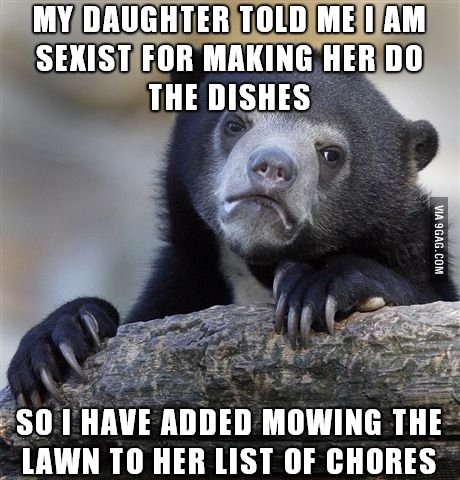 MY DAUGHTER TOLD ME I AM
SEXIST FOR MAKING HER DO
THE DISHES
VIA 9GAG.COM
SO I HAVE ADDED MOWING THE
LAWN TO HER LIST OF CHORES